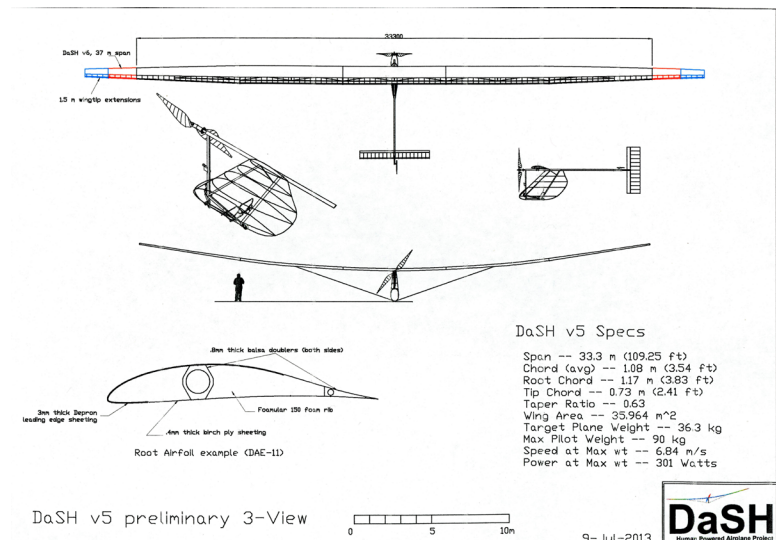 33300
DaSH v6, 37 m span
1.5 m wingtip extensions
DaSH v5 Specs
Span -- 33.3 m (109.25 ft)
Chord (avg) -- 1.08 m (3.54 ft)
Root Chord -- 1.17 m (3.83 ft)
Tip Chord -- 0.73 m (2.41 ft)
Taper Ratio -- 0.63
Wing Area -- 35.964 m^2
Target Plane Weight -- 36.3 kg
Max Pilot Weight -- 90 kg
Speed at Max wt -- 6.84 m/s
Power at Max wt -- 301 Watts
.8mm thick balsa doublers (both sides)
3mm thick Depron
leading edge sheeting
Foamular 150 foam rib
.4mm thick birch ply sheeting
Root Airfoil example (DAE-11)
DaSH v5 preliminary 3-View
0 5 10m
9-Jul-2013
DaSH
Human Powered Airplane Project